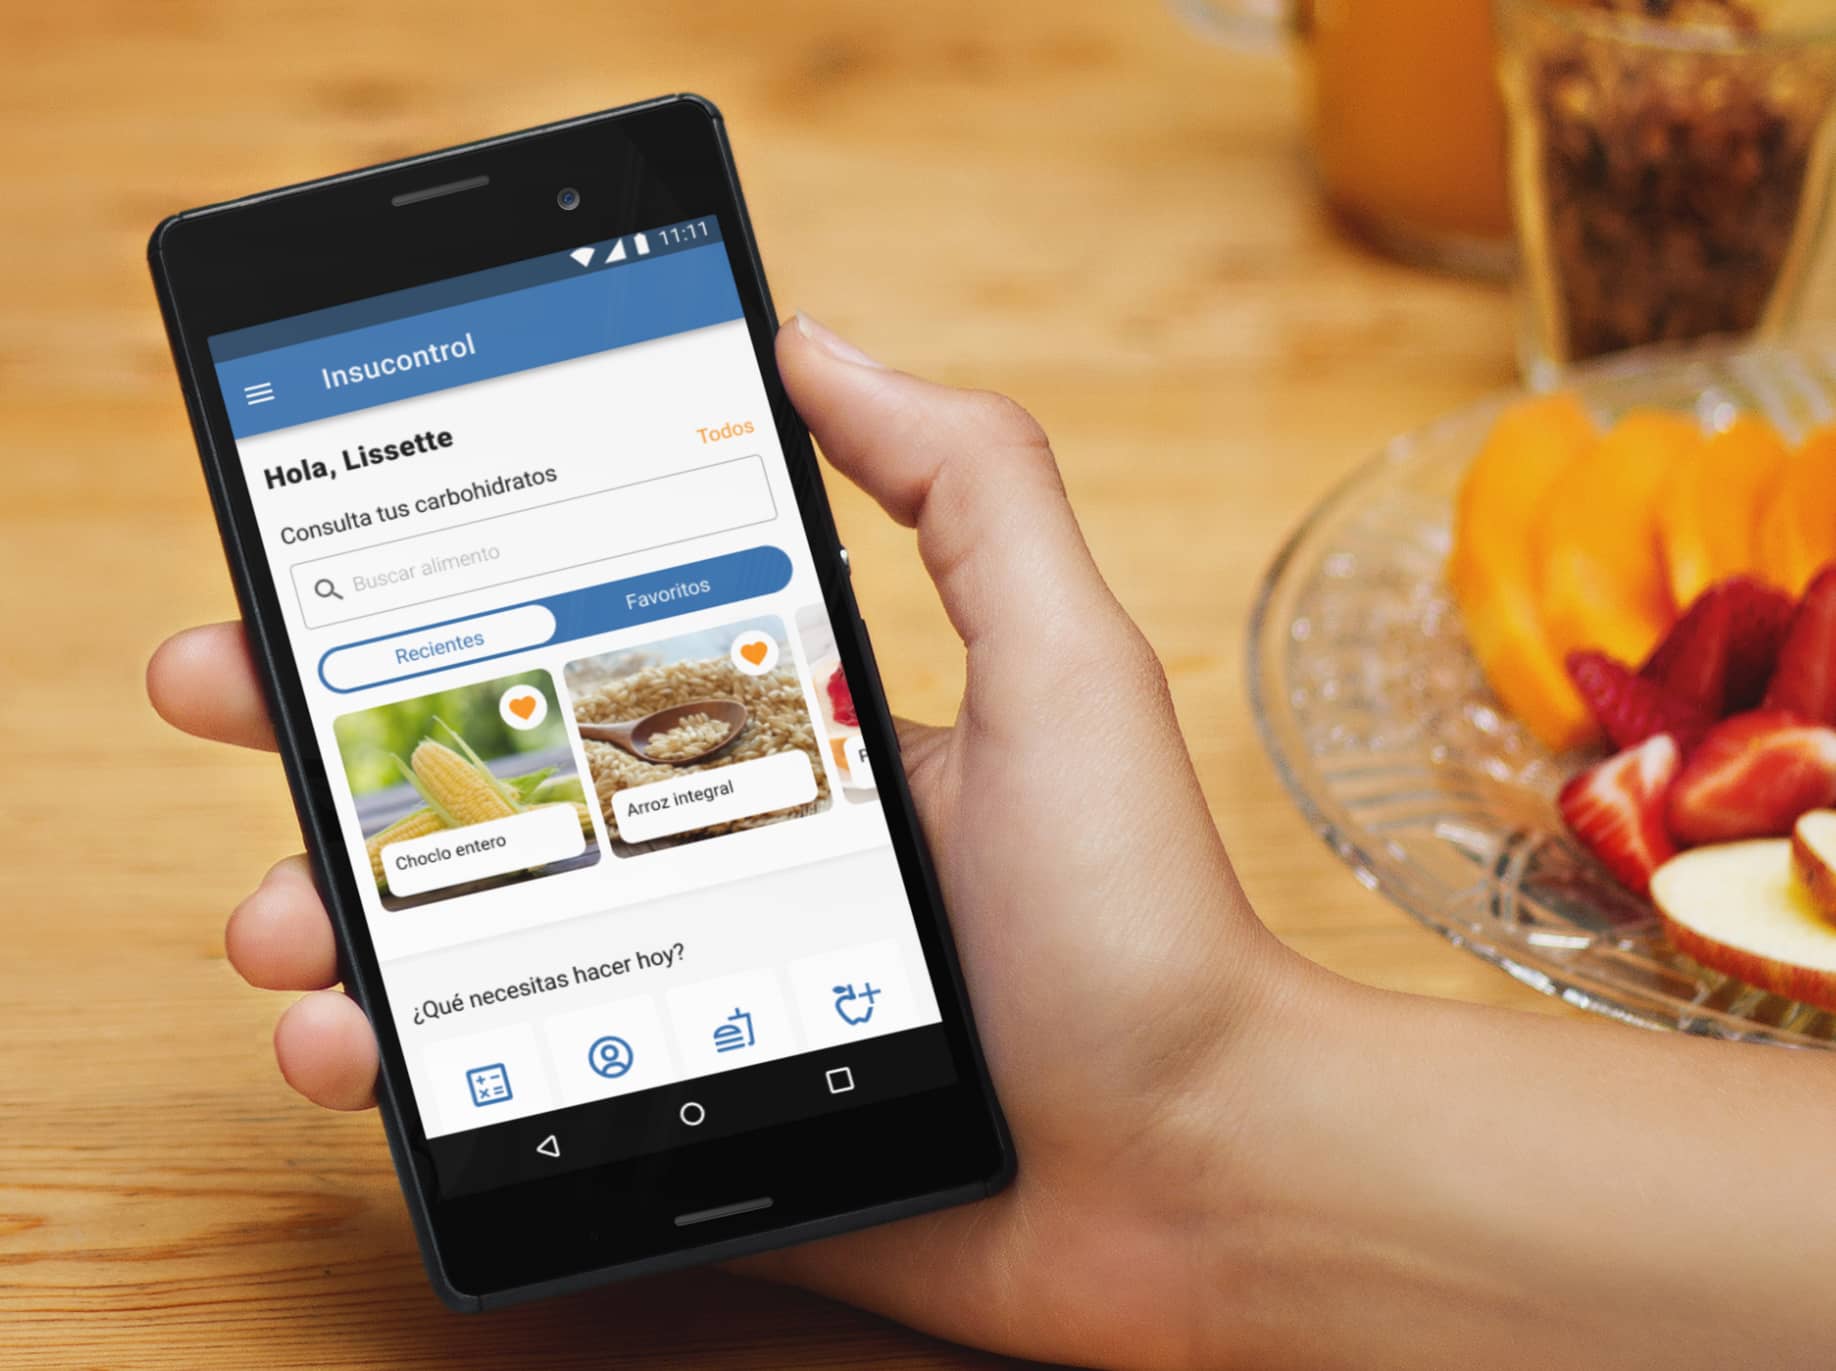 11:11
Insucontrol
Hola, Lissette
Todos
Consulta tus carbohidratos
Buscar alimento
Recientes
Favoritos
Choclo entero
Arroz integral
¿Qué necesitas hacer hoy?